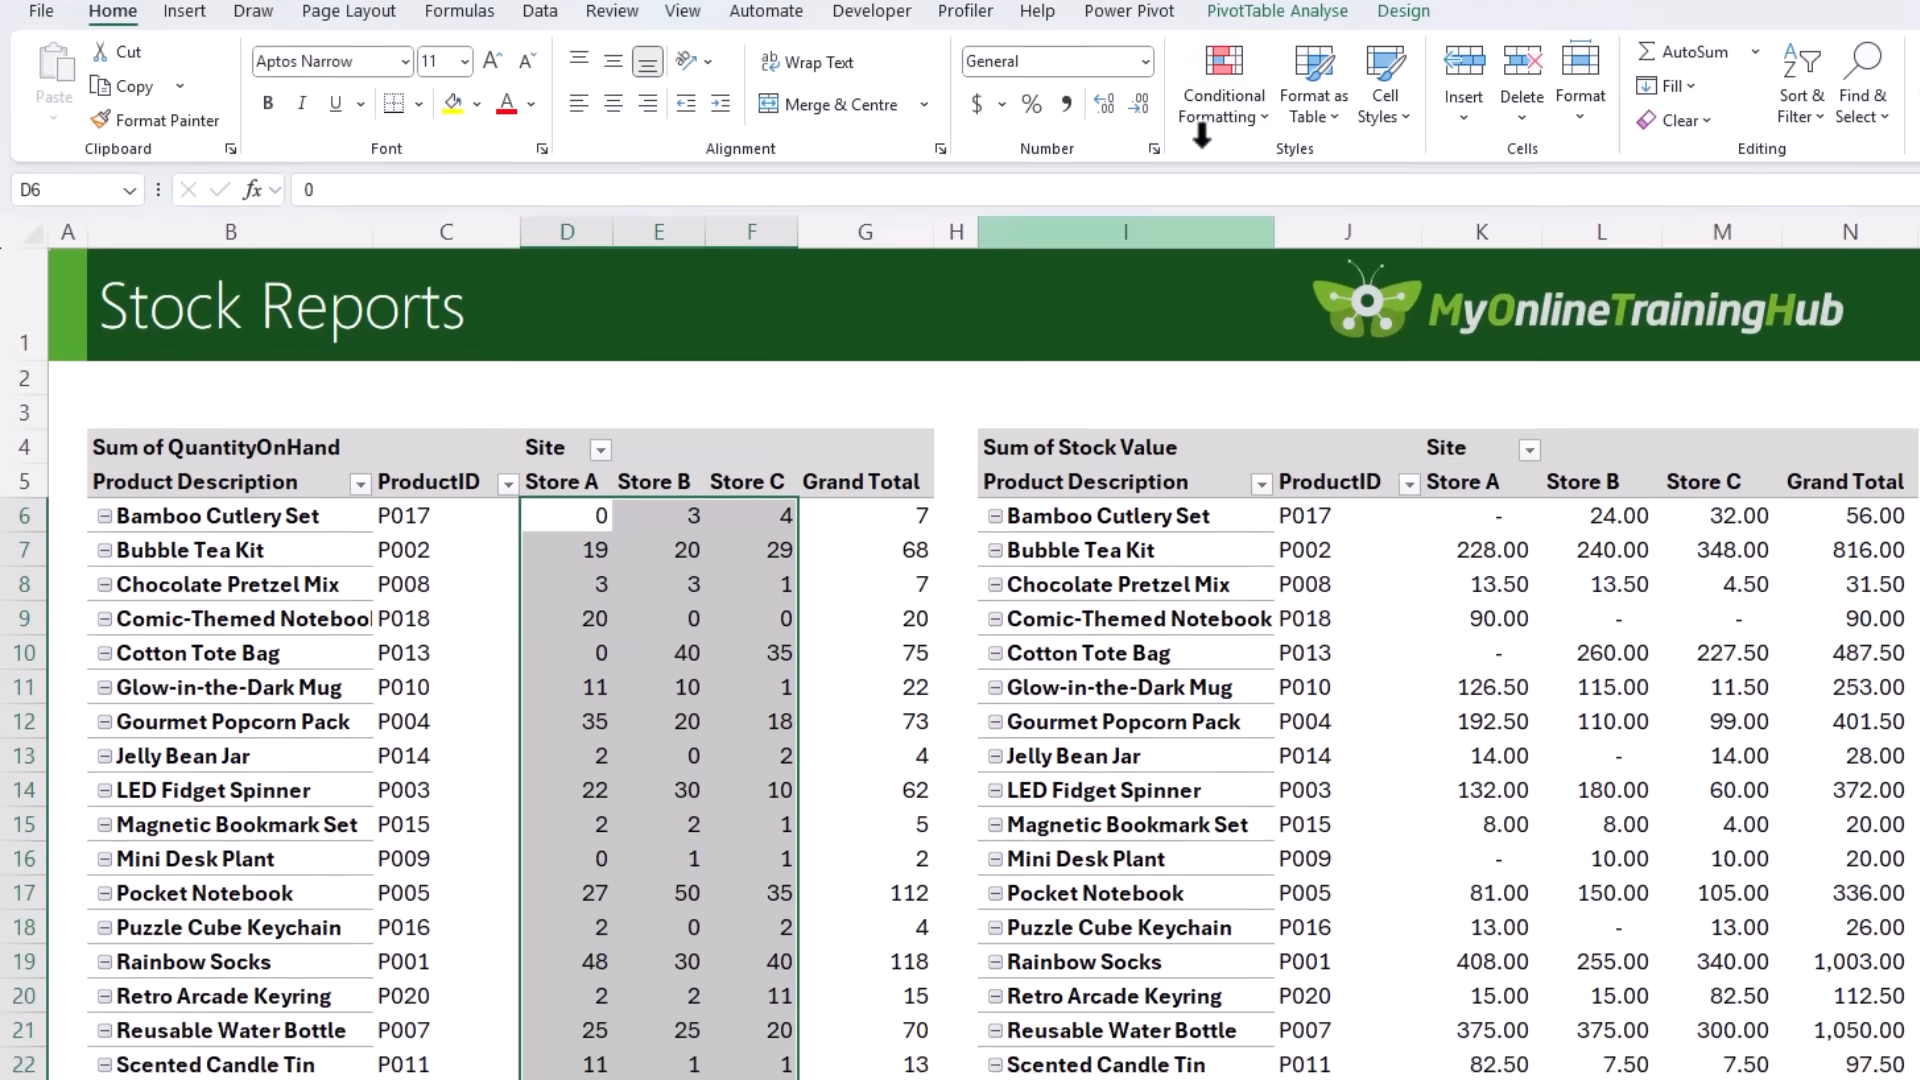 File Home Insert Draw Page Layout Formulas Data Review View Automate Developer Profiler Help Power Pivot PivotTable Analyse Design
Paste
Cut
Copy
Format Painter
Clipboard
Aptos Narrow 11
B I U
Font
Wrap Text
Merge & Centre
Alignment
General
$ % 9
Number
Conditional Formatting
Format as Table
Cell Styles
Styles
Insert
Delete
Format
Cells
AutoSum
Fill
Clear
Sort & Filter
Find & Select
Editing
D6 fx 0
A B C D E F G H I J K L M N
1 Stock Reports MyOnlineTrainingHub
2
3
4 Sum of QuantityOnHand Site Sum of Stock Value Site
5 Product Description ProductID Store A Store B Store C Grand Total Product Description ProductID Store A Store B Store C Grand Total
6 Bamboo Cutlery Set P017 0 3 4 7 Bamboo Cutlery Set P017 - 24.00 32.00 56.00
7 Bubble Tea Kit P002 19 20 29 68 Bubble Tea Kit P002 228.00 240.00 348.00 816.00
8 Chocolate Pretzel Mix P008 3 3 1 7 Chocolate Pretzel Mix P008 13.50 13.50 4.50 31.50
9 Comic-Themed Notebool P018 20 0 0 20 Comic-Themed Notebook P018 90.00 - - 90.00
10 Cotton Tote Bag P013 0 40 35 75 Cotton Tote Bag P013 - 260.00 227.50 487.50
11 Glow-in-the-Dark Mug P010 11 10 1 22 Glow-in-the-Dark Mug P010 126.50 115.00 11.50 253.00
12 Gourmet Popcorn Pack P004 35 20 18 73 Gourmet Popcorn Pack P004 192.50 110.00 99.00 401.50
13 Jelly Bean Jar P014 2 0 2 4 Jelly Bean Jar P014 14.00 - 14.00 28.00
14 LED Fidget Spinner P003 22 30 10 62 LED Fidget Spinner P003 132.00 180.00 60.00 372.00
15 Magnetic Bookmark Set P015 2 2 1 5 Magnetic Bookmark Set P015 8.00 8.00 4.00 20.00
16 Mini Desk Plant P009 0 1 1 2 Mini Desk Plant P009 - 10.00 10.00 20.00
17 Pocket Notebook P005 27 50 35 112 Pocket Notebook P005 81.00 150.00 105.00 336.00
18 Puzzle Cube Keychain P016 2 0 2 4 Puzzle Cube Keychain P016 13.00 - 13.00 26.00
19 Rainbow Socks P001 48 30 40 118 Rainbow Socks P001 408.00 255.00 340.00 1,003.00
20 Retro Arcade Keyring P020 2 2 11 15 Retro Arcade Keyring P020 15.00 15.00 82.50 112.50
21 Reusable Water Bottle P007 25 25 20 70 Reusable Water Bottle P007 375.00 375.00 300.00 1,050.00
22 Scented Candle Tin P011 11 1 1 13 Scented Candle Tin P011 82.50 7.50 7.50 97.50